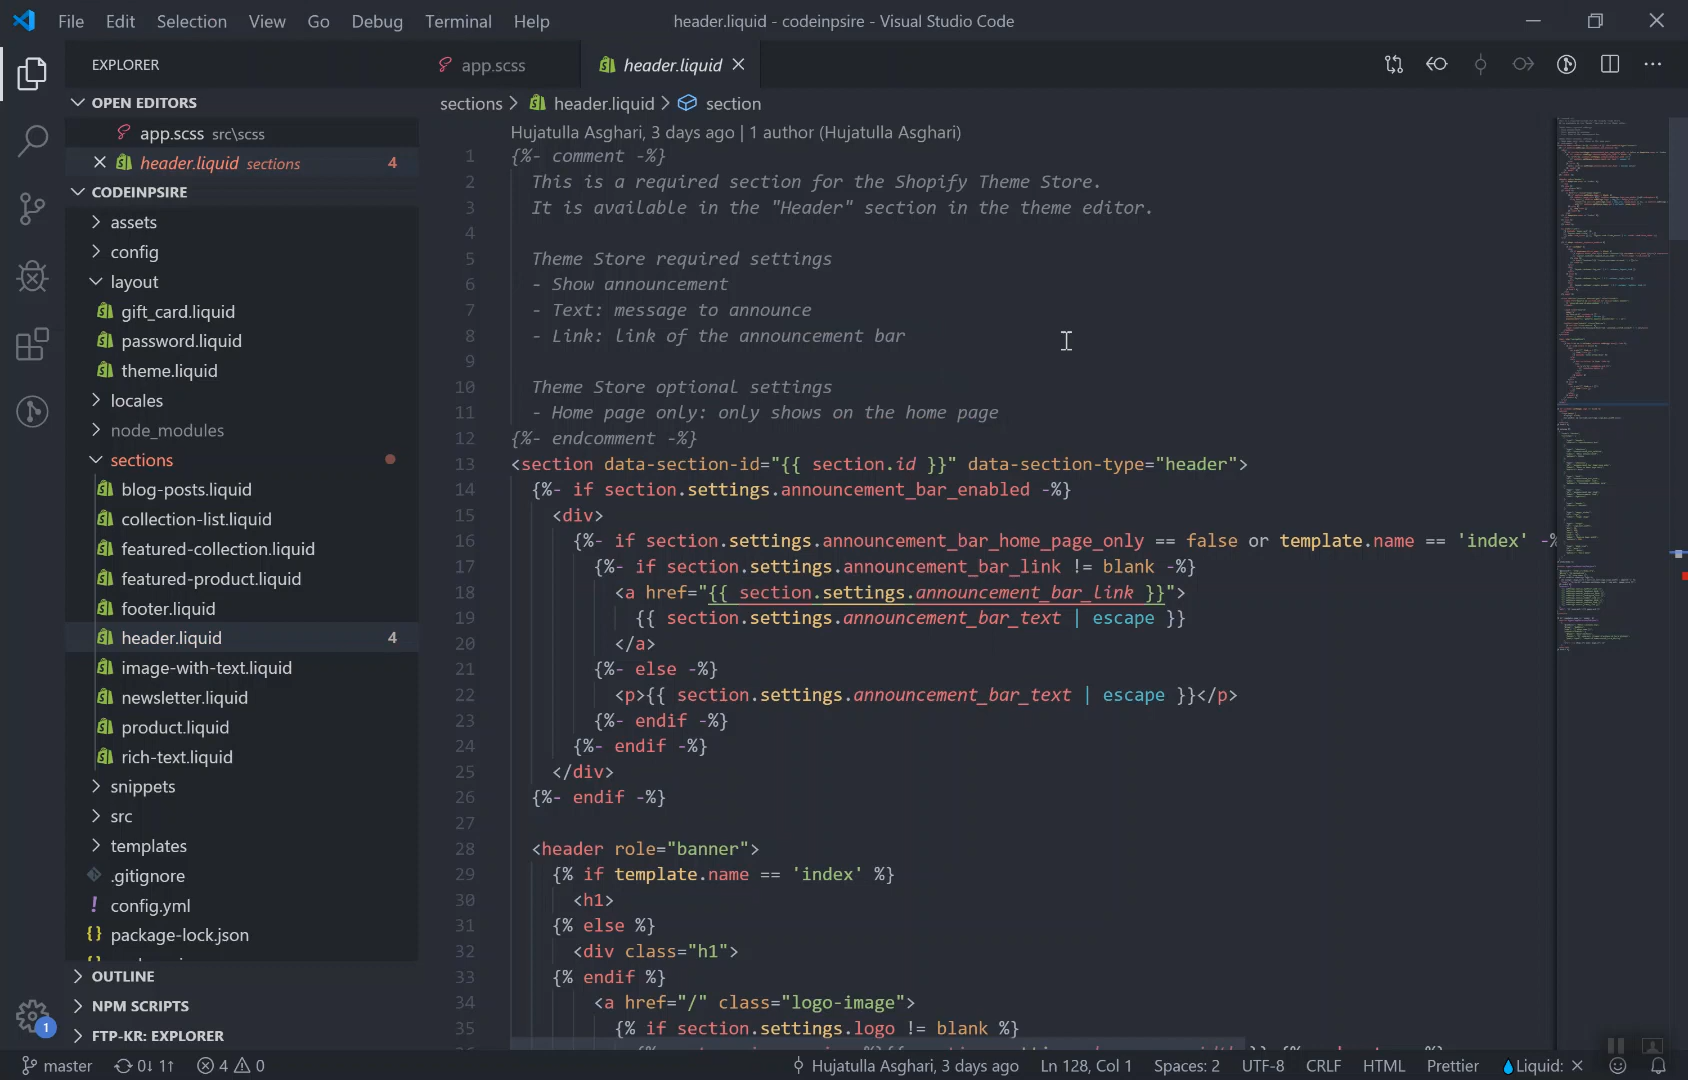 File Edit Selection View Go Debug Terminal Help
header.liquid - codeinpsire - Visual Studio Code
EXPLORER
OPEN EDITORS
app.scss src\scss
header.liquid sections 4
CODEINPSIRE
assets
config
layout
gift_card.liquid
password.liquid
theme.liquid
locales
node_modules
sections
blog-posts.liquid
collection-list.liquid
featured-collection.liquid
featured-product.liquid
footer.liquid
header.liquid 4
image-with-text.liquid
newsletter.liquid
product.liquid
rich-text.liquid
snippets
src
templates
.gitignore
config.yml
package-lock.json
OUTLINE
NPM SCRIPTS
FTP-KR: EXPLORER
1
app.scss
header.liquid
sections > header.liquid > section
Hujatulla Asghari, 3 days ago | 1 author (Hujatulla Asghari)
1 {%- comment -%}
2 This is a required section for the Shopify Theme Store.
3 It is available in the "Header" section in the theme editor.
4
5 Theme Store required settings
6 - Show announcement
7 - Text: message to announce
8 - Link: link of the announcement bar
9
10 Theme Store optional settings
11 - Home page only: only shows on the home page
12 {%- endcomment -%}
13 <section data-section-id="{{ section.id }}" data-section-type="header">
14 {%- if section.settings.announcement_bar_enabled -%}
15 <div>
16 {%- if section.settings.announcement_bar_home_page_only == false or template.name == 'index' -%
17 {%- if section.settings.announcement_bar_link != blank -%}
18 <a href="{{ section.settings.announcement_bar_link }}">
19 {{ section.settings.announcement_bar_text | escape }}
20 </a>
21 {%- else -%}
22 <p>{{ section.settings.announcement_bar_text | escape }}</p>
23 {%- endif -%}
24 {%- endif -%}
25 </div>
26 {%- endif -%}
27
28 <header role="banner">
29 {% if template.name == 'index' %}
30 <h1>
31 {% else %}
32 <div class="h1">
33 {% endif %}
34 <a href="/" class="logo-image">
35 {% if section.settings.logo != blank %}
master 0↓ 1↑ 4 0
Hujatulla Asghari, 3 days ago Ln 128, Col 1 Spaces: 2 UTF-8 CRLF HTML Prettier Liquid: ×